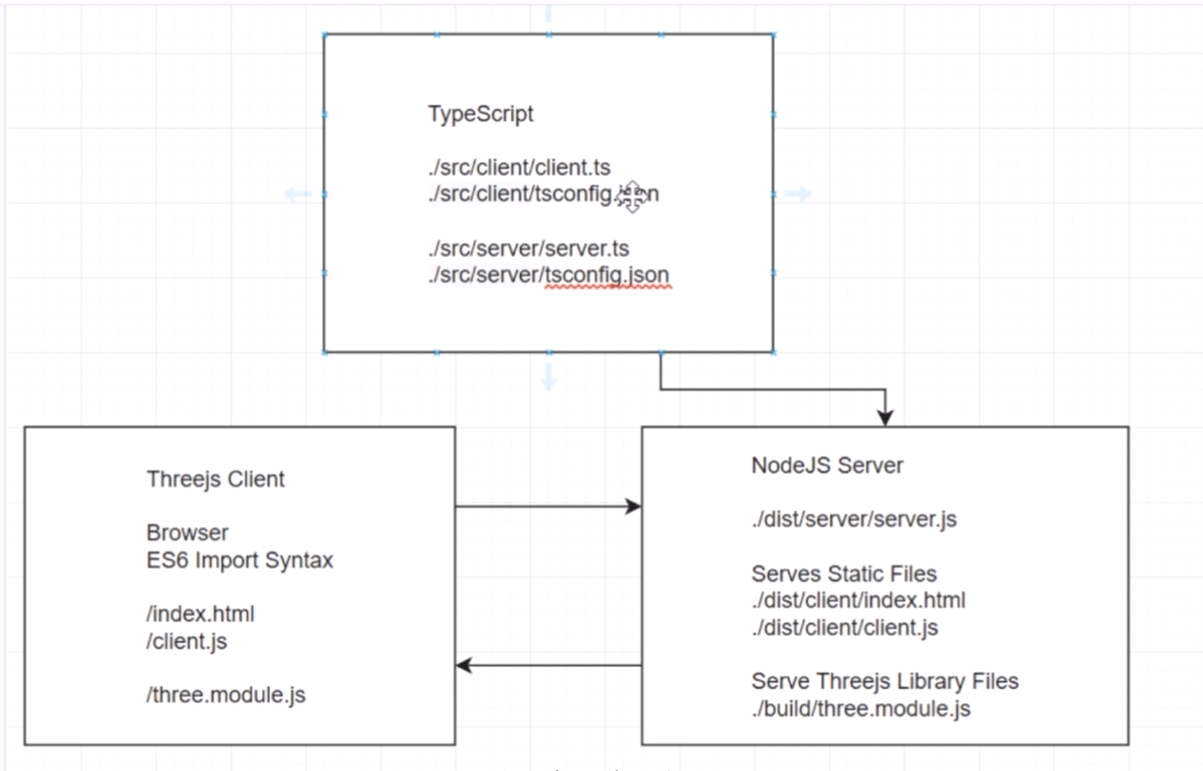 TypeScript
./src/client/client.ts
./src/client/tsconfig.
./src/server/server.ts
./src/server/tsconfig.json
Threejs Client
Browser
ES6 Import Syntax
/index.html
/client.js
/three.module.js
NodeJS Server
./dist/server/server.js
Serves Static Files
./dist/client/index.html
./dist/client/client.js
Serve Threejs Library Files
./build/three.module.js